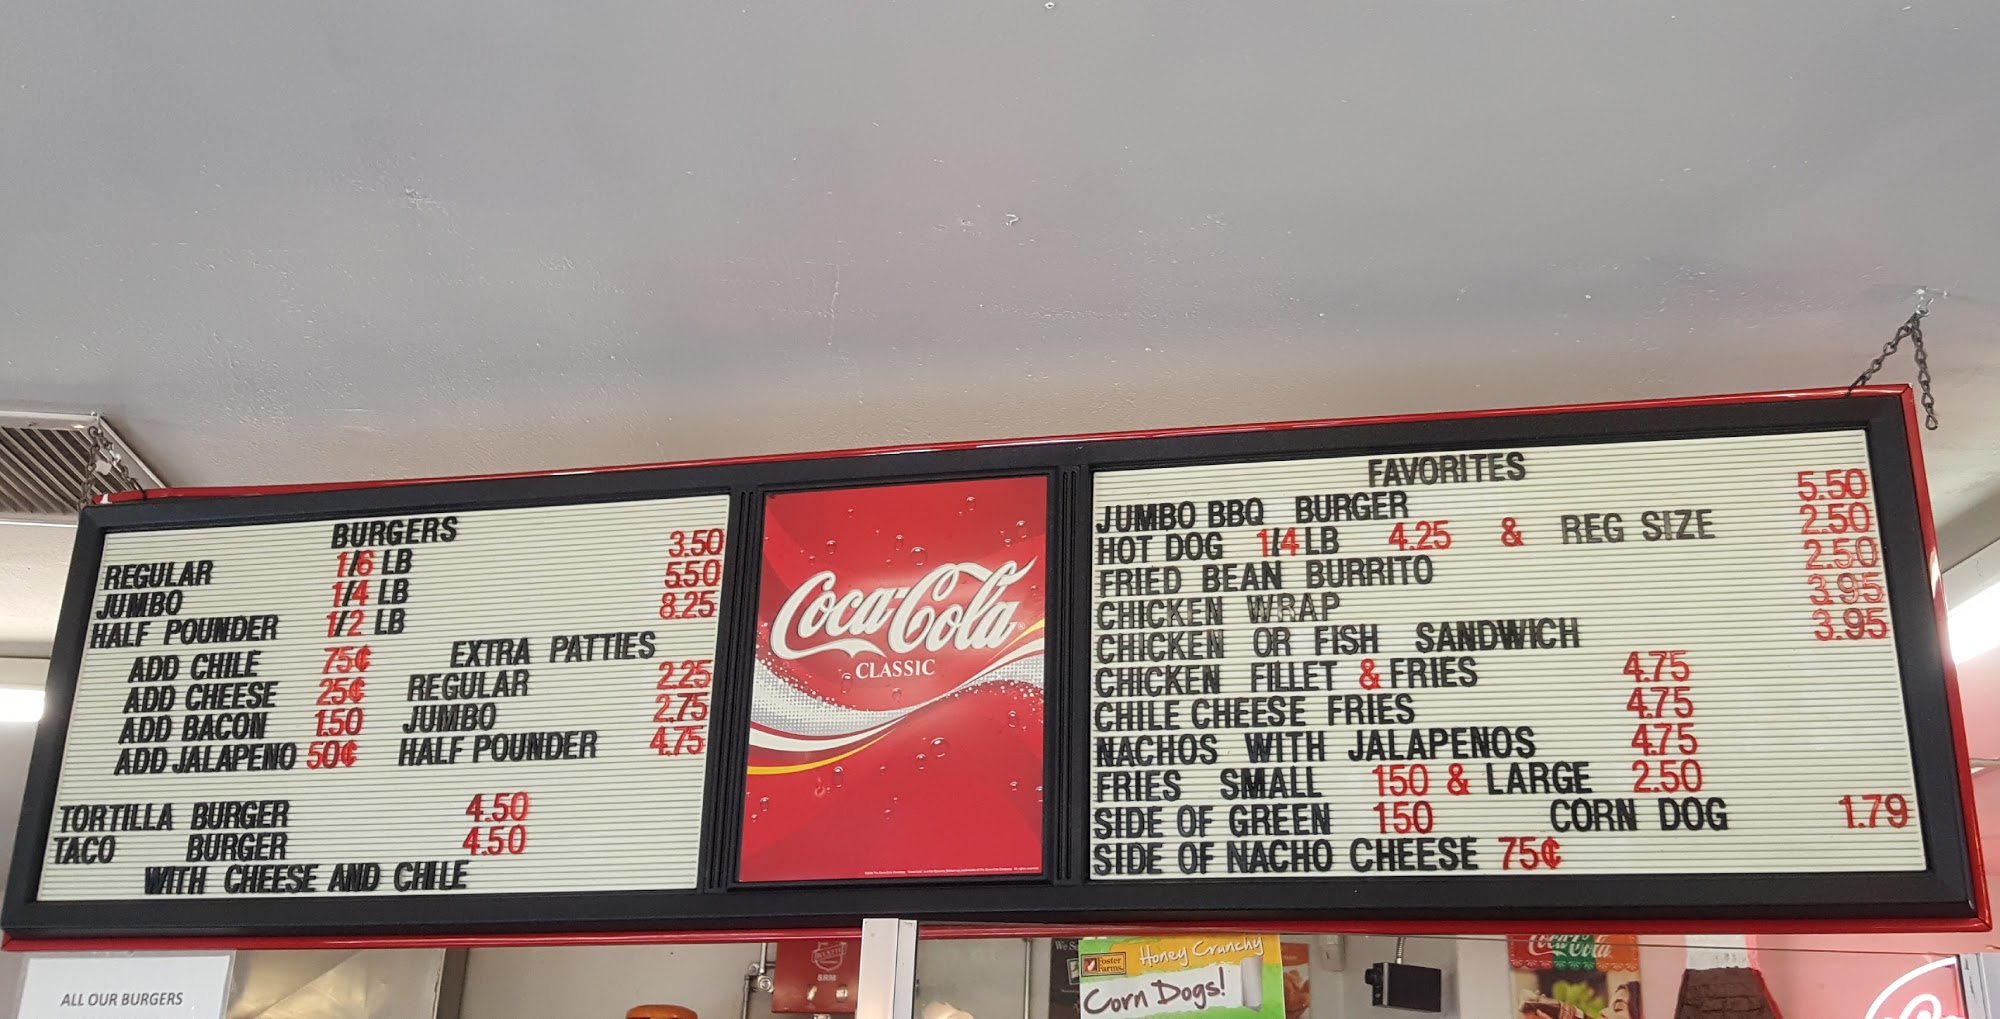 BURGERS
REGULAR 1/6 LB 3.50
JUMBO 1/4 LB 5.50
HALF POUNDER 1/2 LB 8.25
ADD CHILE 75¢ EXTRA PATTIES
ADD CHEESE 25¢ REGULAR 2.25
ADD BACON 1.50 JUMBO 2.75
ADD JALAPENO 50¢ HALF POUNDER 4.75
TORTILLA BURGER 4.50
TACO BURGER 4.50
WITH CHEESE AND CHILE
Coca-Cola
CLASSIC
FAVORITES
JUMBO BBQ BURGER 5.50
HOT DOG 1/4 LB 4.25 & REG SIZE 2.50
FRIED BEAN BURRITO 2.50
CHICKEN WRAP 3.95
CHICKEN OR FISH SANDWICH 3.95
CHICKEN FILLET & FRIES 4.75
CHILE CHEESE FRIES 4.75
NACHOS WITH JALAPENOS 4.75
FRIES SMALL 150 & LARGE 2.50
SIDE OF GREEN 150 CORN DOG 1.79
SIDE OF NACHO CHEESE 75¢
ALL OUR BURGERS
SRM
We
Foster
Farms
Honey Crunchy
Corn Dogs!
Coca-Cola